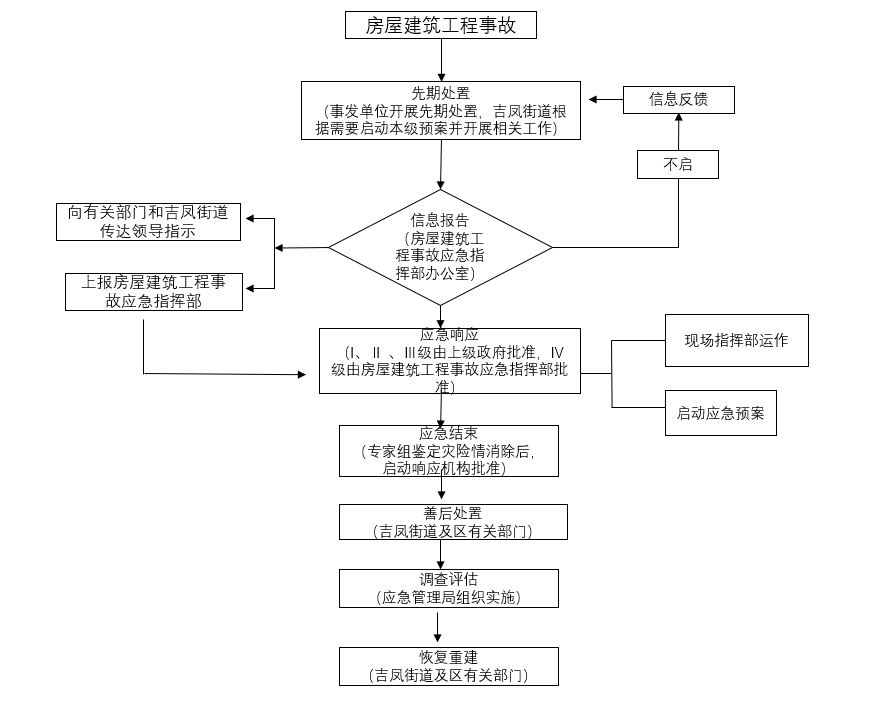 房屋建筑工程事故
先期处置
（事发单位开展先期处置，吉凤街道根
据需要启动本级预案并开展相关工作）
信息反馈
不启
向有关部门和吉凤街道
传达领导指示
信息报告
（房屋建筑工
程事故应急指
挥部办公室）
上报房屋建筑工程事
故应急指挥部
应急响应
（Ⅰ、Ⅱ 、Ⅲ级由上级政府批准，Ⅳ
级由房屋建筑工程事故应急指挥部批
准）
现场指挥部运作
启动应急预案
应急结束
（专家组鉴定灾险情消除后，
启动响应机构批准）
善后处置
（吉凤街道及区有关部门）
调查评估
（应急管理局组织实施）
恢复重建
（吉凤街道及区有关部门）